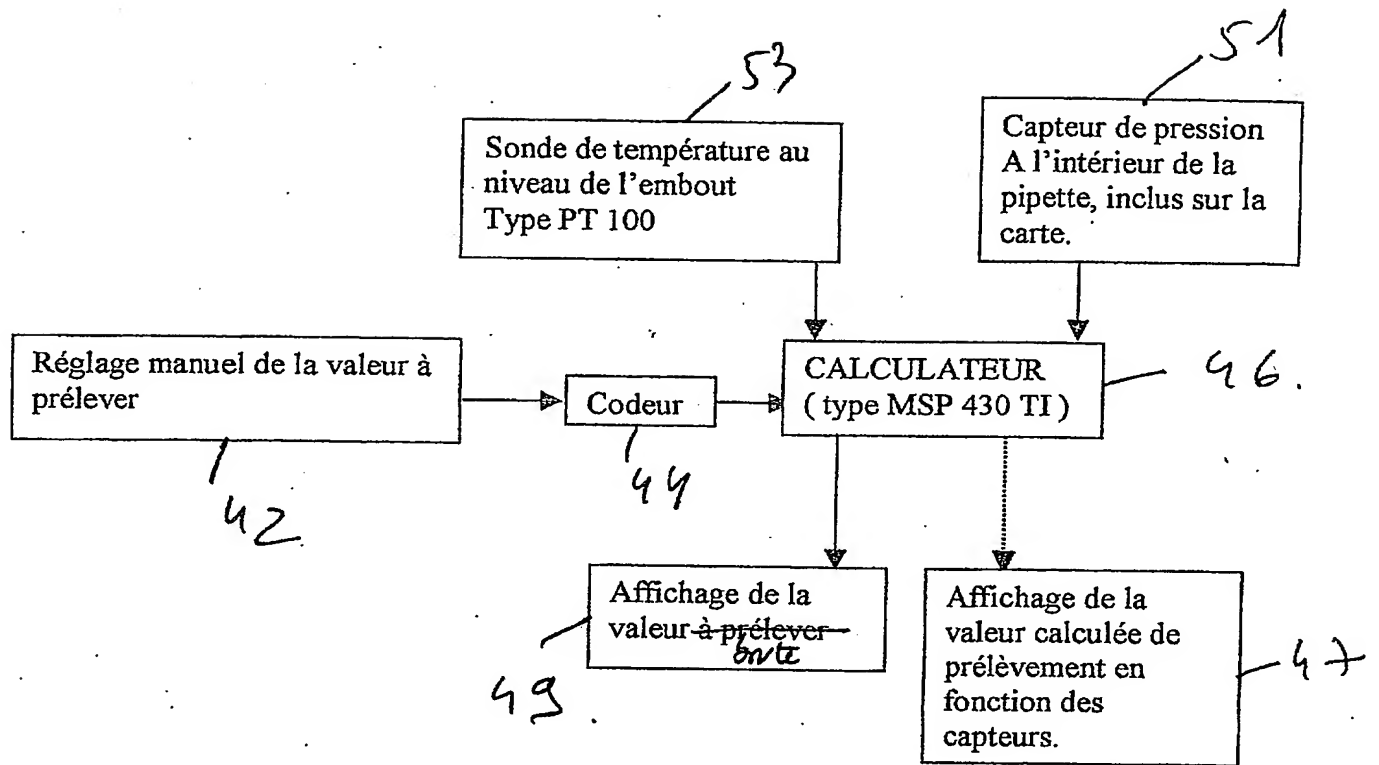 53
51
Sonde de température au
niveau de l'embout
Type PT 100
Capteur de pression
A l'intérieur de la
pipette, inclus sur la
carte.
Réglage manuel de la valeur à
prélever
42
Codeur
44
CALCULATEUR
( type MSP 430 TI )
46.
Affichage de la
valeur à prélever
brute
49.
Affichage de la
valeur calculée de
prélèvement en
fonction des
capteurs.
47